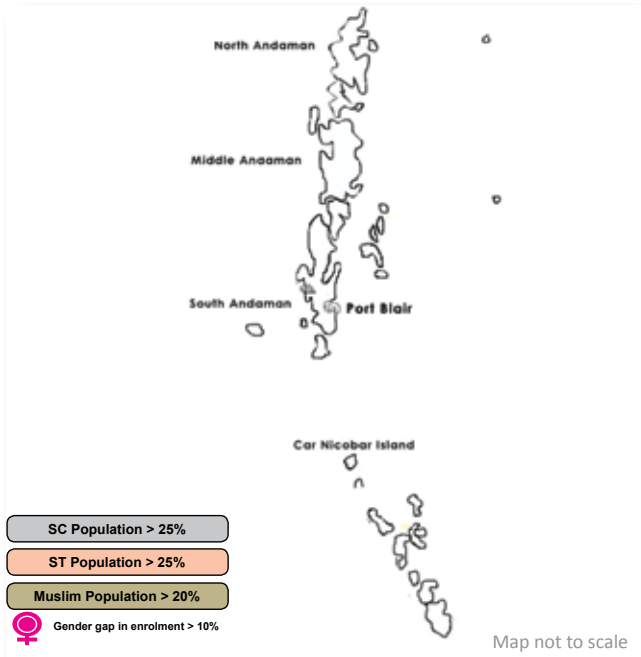 North Andaman
Middle Anaaman
South Andaman
Port Blair
Car Nicobar Island
SC Population > 25%
ST Population > 25%
Muslim Population > 20%
Gender gap in enrolment > 10%
Map not to scale